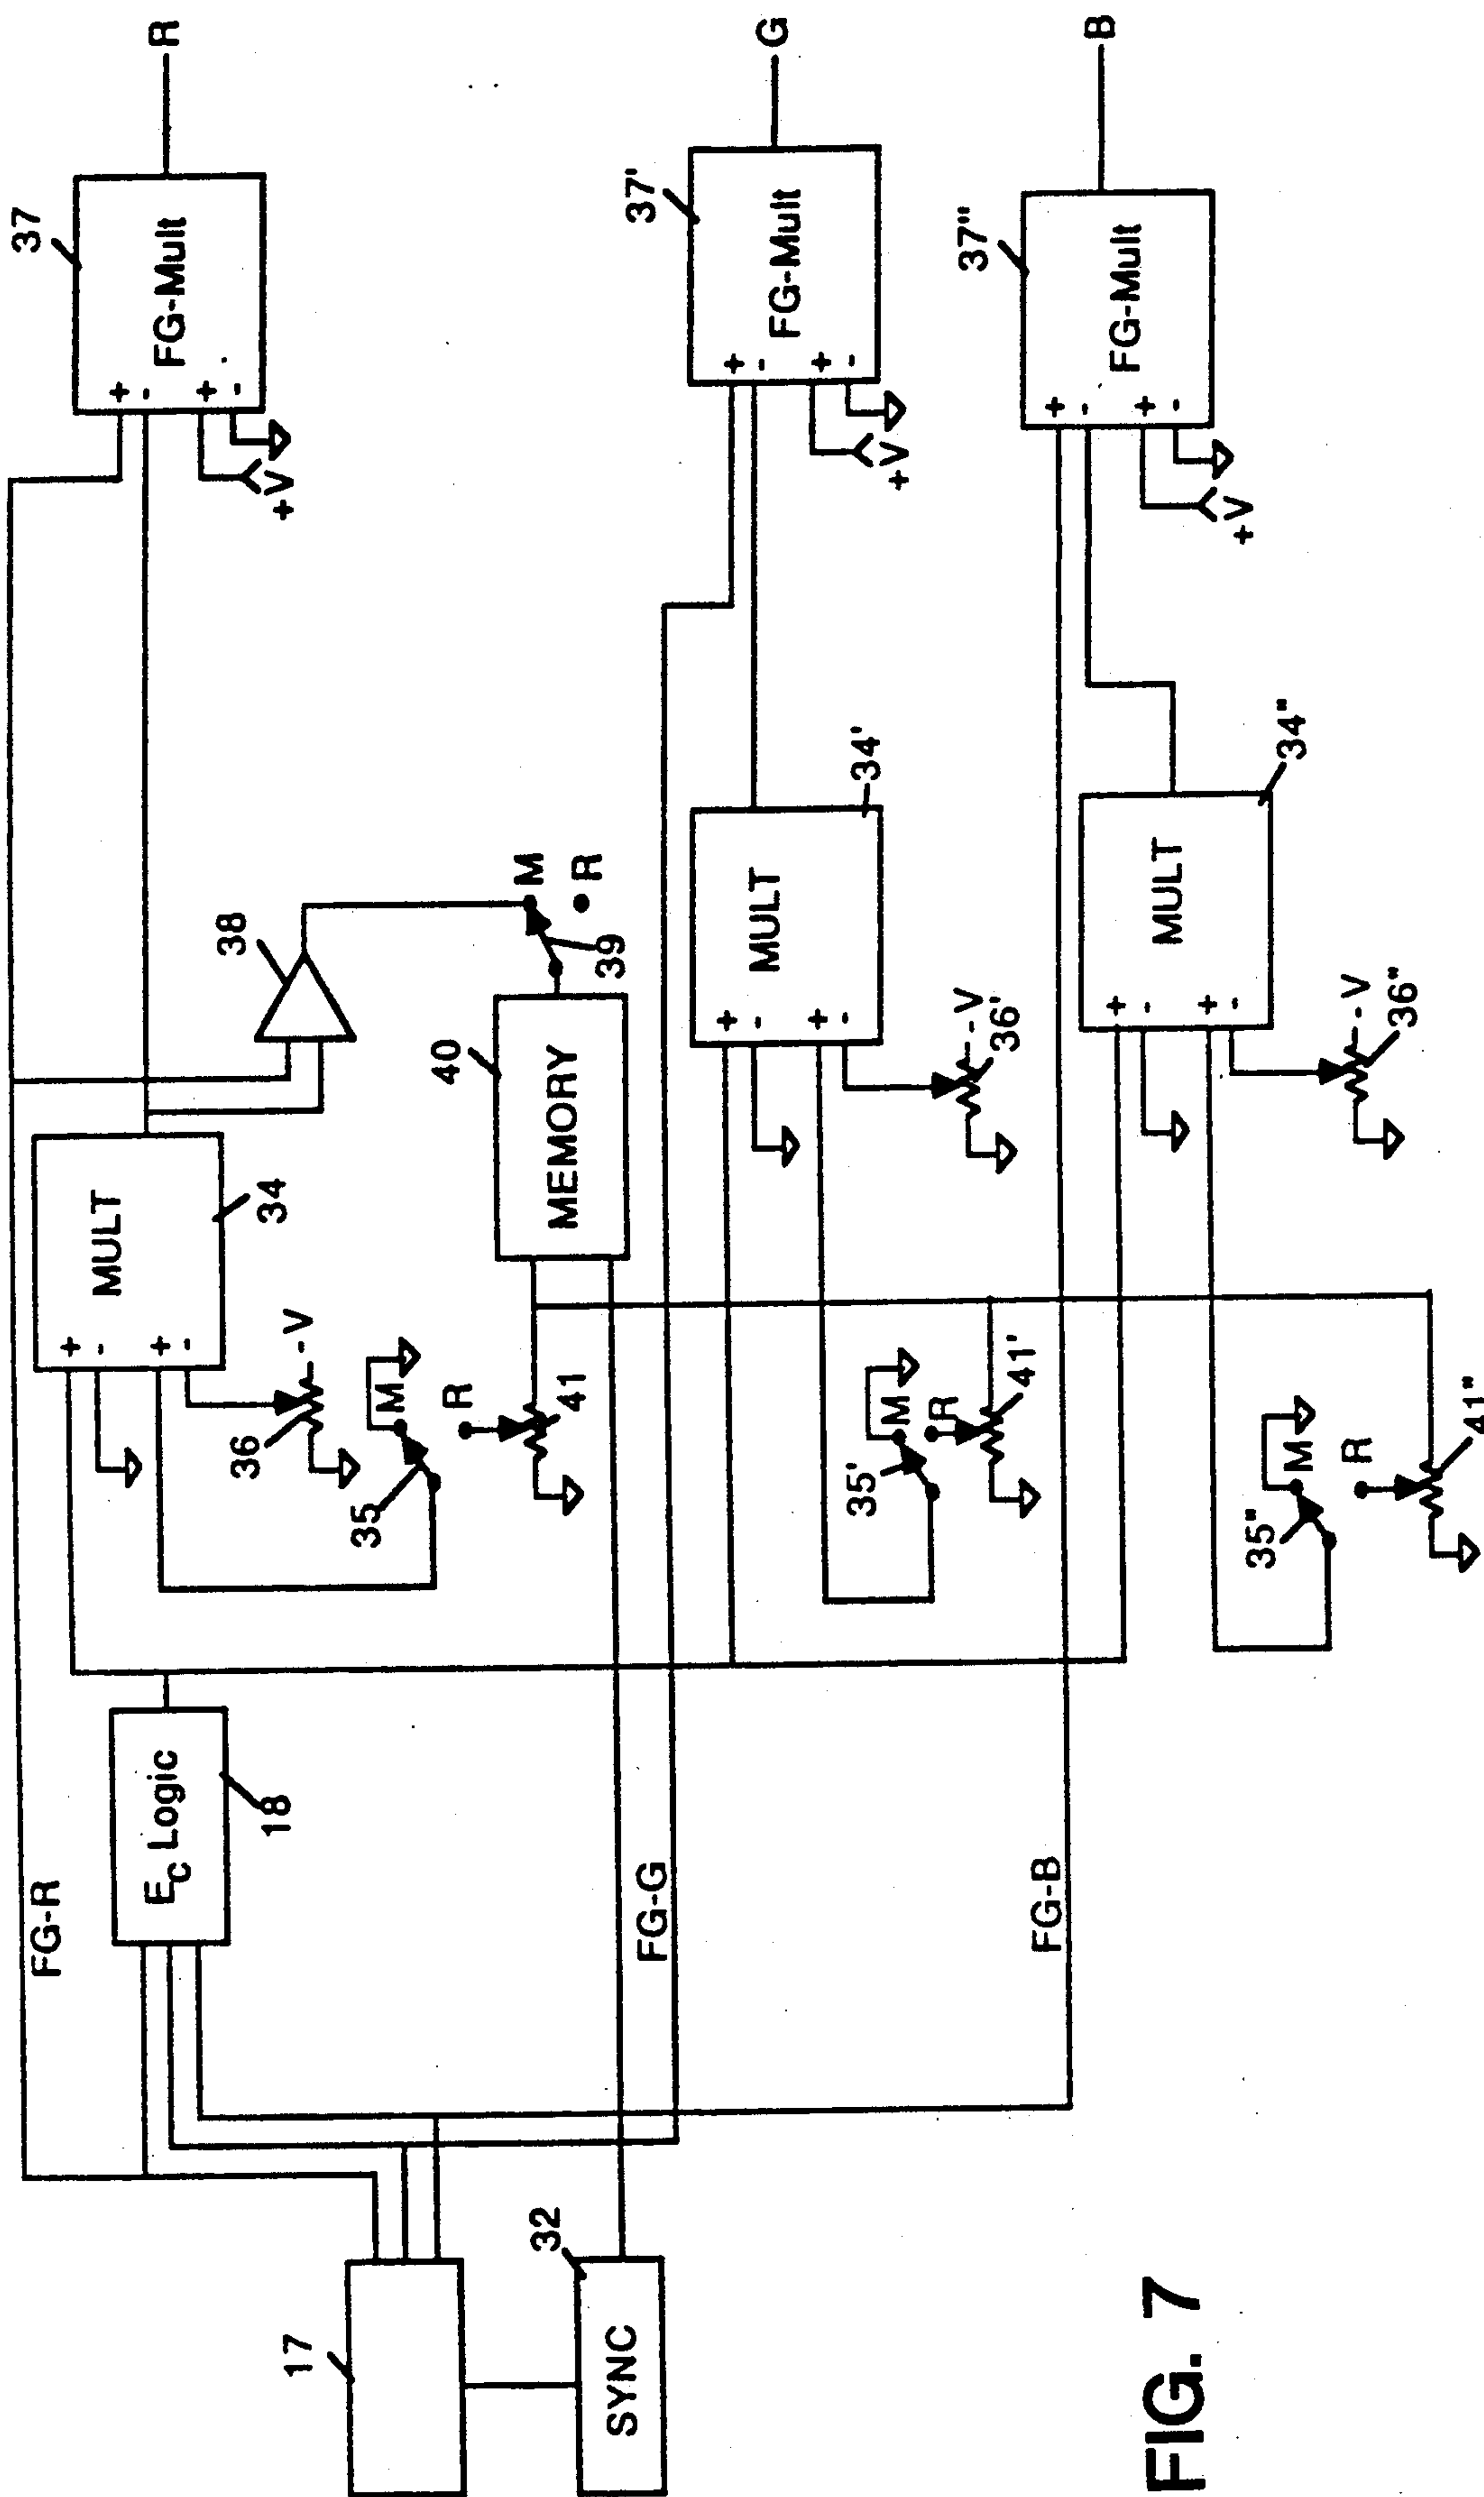 37
FG-Mult
+
-
+
-
+V
R
38
34
MULT
+
-
+
-
36
-V
35
M
R
41
39
M
R
40
MEMORY
FG-R
18
Ec Logic
17
32
SYNC
FG-G
37'
FG-Mult
+
-
+
-
+V
G
34'
MULT
+
-
+
-
36'
-V
35'
M
R
41'
FG-B
37"
FG-Mult
+
-
+
-
+V
B
34"
MULT
+
-
+
-
36"
-V
35"
M
R
41"
FIG. 7